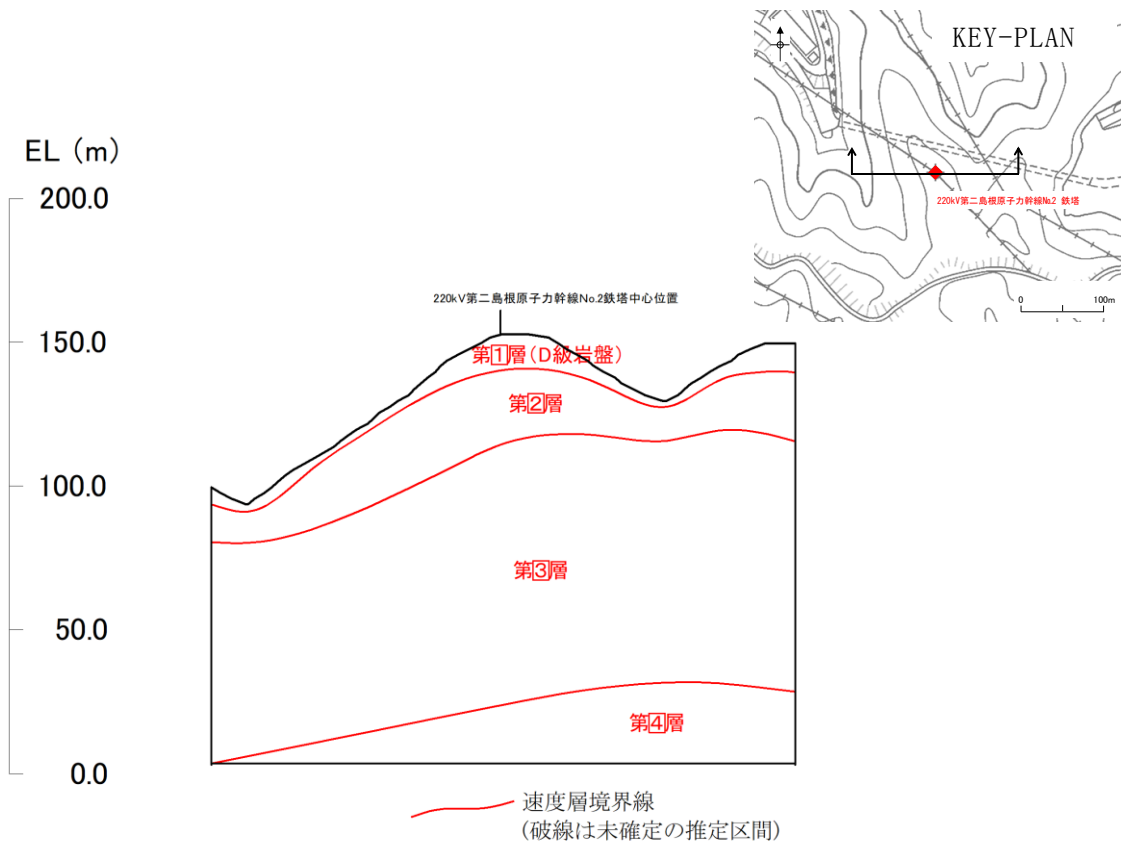 KEY-PLAN
220kV第二島根原子力幹線No.2 鉄塔
0 100m
EL (m)
200.0
150.0
100.0
50.0
0.0
220kV第二島根原子力幹線No.2鉄塔中心位置
第1層(D級岩盤)
第2層
第3層
第4層
速度層境界線
(破線は未確定の推定区間)